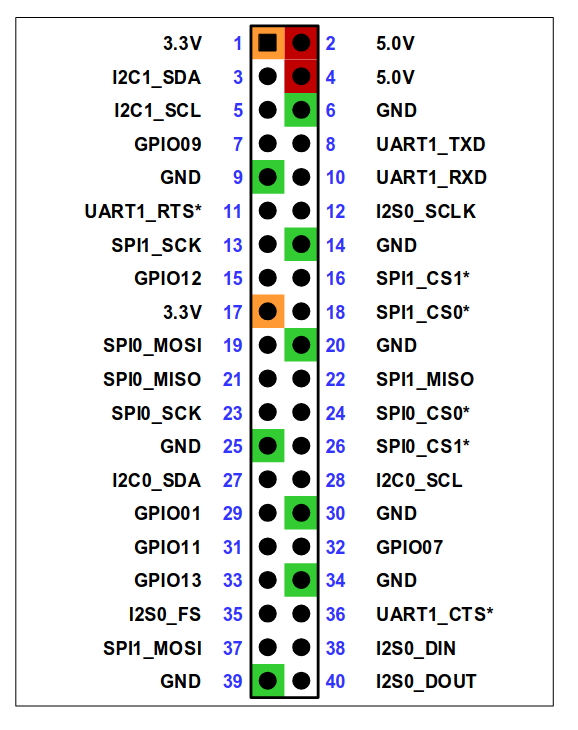 3.3V 1 2 5.0V
I2C1_SDA 3 4 5.0V
I2C1_SCL 5 6 GND
GPIO09 7 8 UART1_TXD
GND 9 10 UART1_RXD
UART1_RTS* 11 12 I2S0_SCLK
SPI1_SCK 13 14 GND
GPIO12 15 16 SPI1_CS1*
3.3V 17 18 SPI1_CS0*
SPI0_MOSI 19 20 GND
SPI0_MISO 21 22 SPI1_MISO
SPI0_SCK 23 24 SPI0_CS0*
GND 25 26 SPI0_CS1*
I2C0_SDA 27 28 I2C0_SCL
GPIO01 29 30 GND
GPIO11 31 32 GPIO07
GPIO13 33 34 GND
I2S0_FS 35 36 UART1_CTS*
SPI1_MOSI 37 38 I2S0_DIN
GND 39 40 I2S0_DOUT